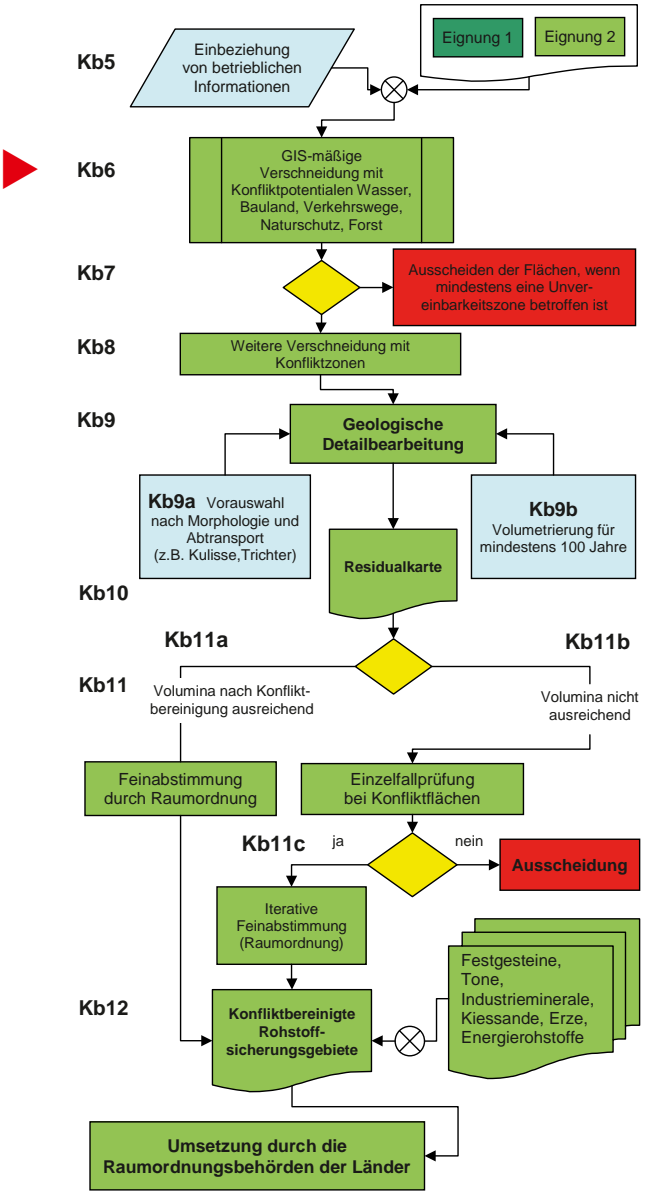 Kb5
Einbeziehung
von betrieblichen
Informationen
Eignung 1
Eignung 2
Kb6
GIS-mäßige
Verschneidung mit
Konfliktpotentialen Wasser,
Bauland, Verkehrswege,
Naturschutz, Forst
Kb7
Ausscheiden der Flächen, wenn
mindestens eine Unver-
einbarkeitszone betroffen ist
Kb8
Weitere Verschneidung mit
Konfliktzonen
Kb9
Geologische
Detailbearbeitung
Kb9a Vorauswahl
nach Morphologie und
Abtransport
(z.B. Kulisse,Trichter)
Kb9b
Volumetrierung für
mindestens 100 Jahre
Kb10
Residualkarte
Kb11a
Kb11b
Kb11
Volumina nach Konflikt-
bereinigung ausreichend
Volumina nicht
ausreichend
Feinabstimmung
durch Raumordnung
Einzelfallprüfung
bei Konfliktflächen
Kb11c
ja
nein
Ausscheidung
Iterative
Feinabstimmung
(Raumordnung)
Festgesteine,
Tone,
Industrieminerale,
Kiessande, Erze,
Energierohstoffe
Kb12
Konfliktbereinigte
Rohstoff-
sicherungsgebiete
Umsetzung durch die
Raumordnungsbehörden der Länder